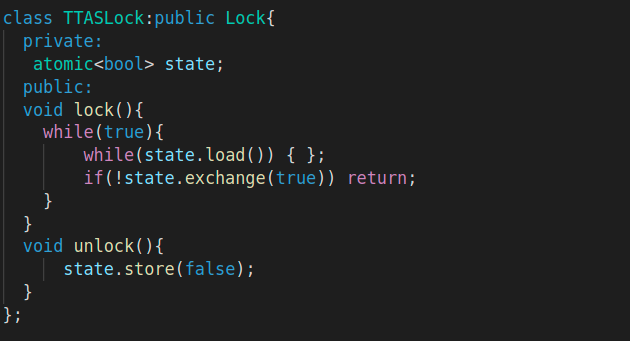 class TTASLock:public Lock{
  private:
   atomic<bool> state;
  public:
  void lock(){
    while(true){
        while(state.load()) { };
        if(!state.exchange(true)) return;
    }
  }
  void unlock(){
      state.store(false);
  }
};